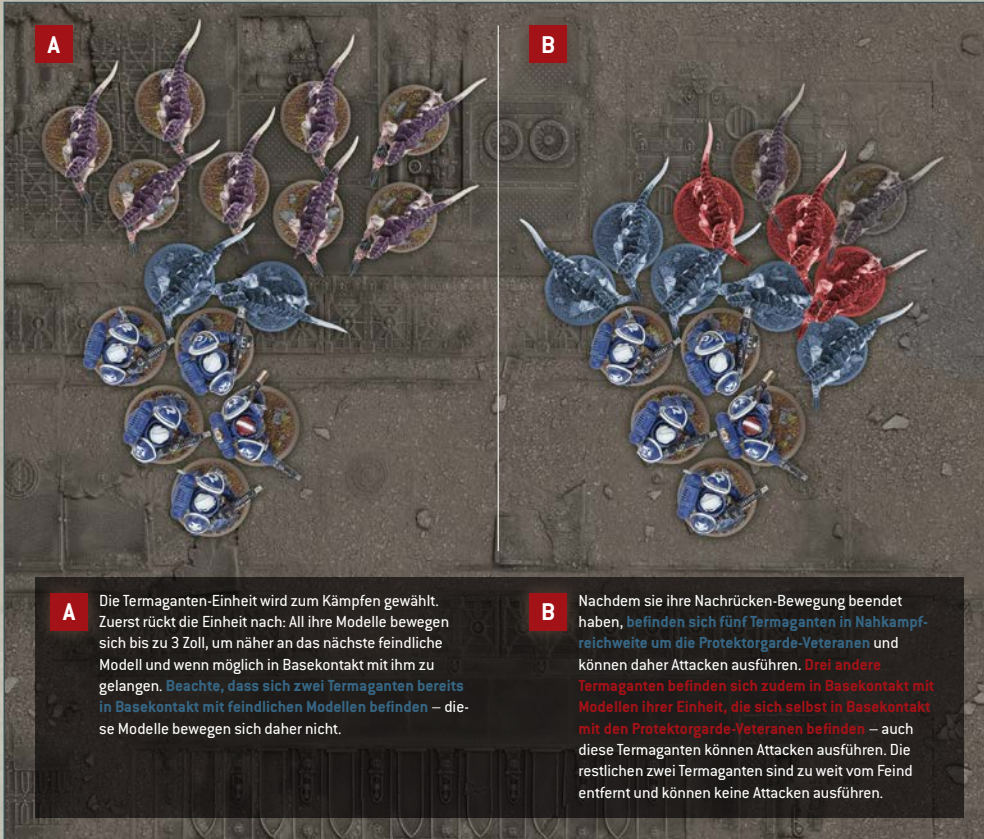 A
B
A
Die Termaganten-Einheit wird zum Kämpfen gewählt.
Zuerst rückt die Einheit nach: All ihre Modelle bewegen
sich bis zu 3 Zoll, um näher an das nächste feindliche
Modell und wenn möglich in Basekontakt mit ihm zu
gelangen. Beachte, dass sich zwei Termaganten bereits
in Basekontakt mit feindlichen Modellen befinden – die-
se Modelle bewegen sich daher nicht.
B
Nachdem sie ihre Nachrücken-Bewegung beendet
haben, befinden sich fünf Termaganten in Nahkampf-
reichweite um die Protektorgarde-Veteranen und
können daher Attacken ausführen. Drei andere
Termaganten befinden sich zudem in Basekontakt mit
Modellen ihrer Einheit, die sich selbst in Basekontakt
mit den Protektorgarde-Veteranen befinden – auch
diese Termaganten können Attacken ausführen. Die
restlichen zwei Termaganten sind zu weit vom Feind
entfernt und können keine Attacken ausführen.